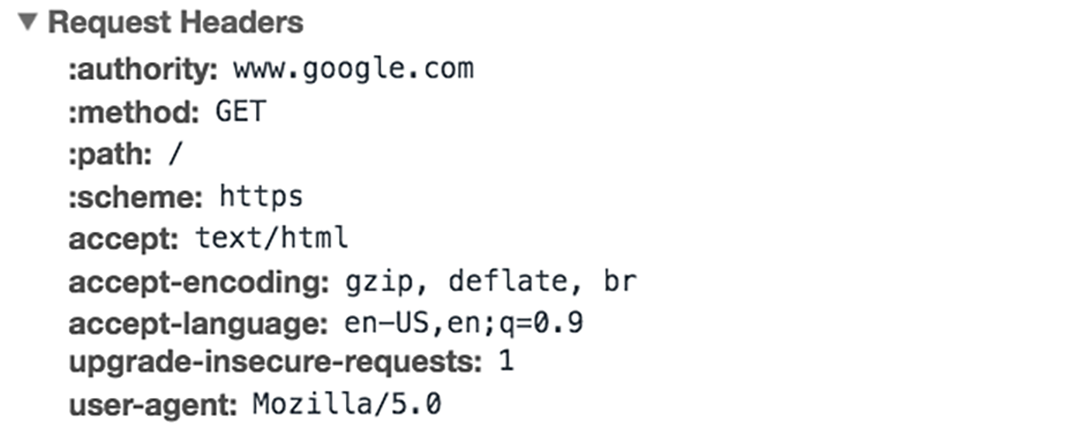 Request Headers
:authority: www.google.com
:method: GET
:path: /
:scheme: https
accept: text/html
accept-encoding: gzip, deflate, br
accept-language: en-US,en;q=0.9
upgrade-insecure-requests: 1
user-agent: Mozilla/5.0